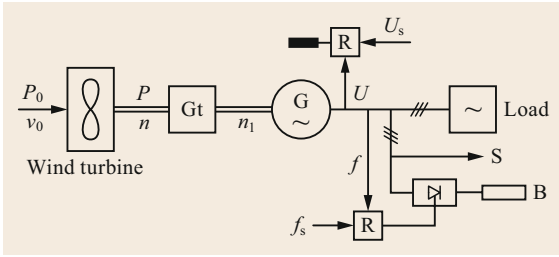 R
U_s
P_0
v_0
P
n
Gt
n_1
G
~
U
~
Load
Wind turbine
S
f
B
f_s
R